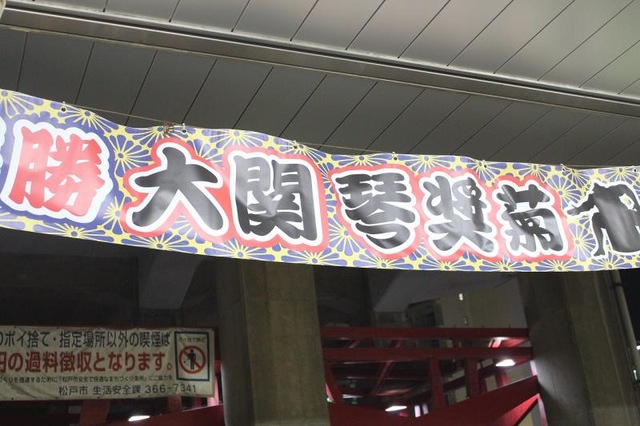 勝 大関琴奨菊
のポイ捨て・指定場所以外の喫煙は
円の過料徴収となります。
松戸市 生活安全課 366-7341